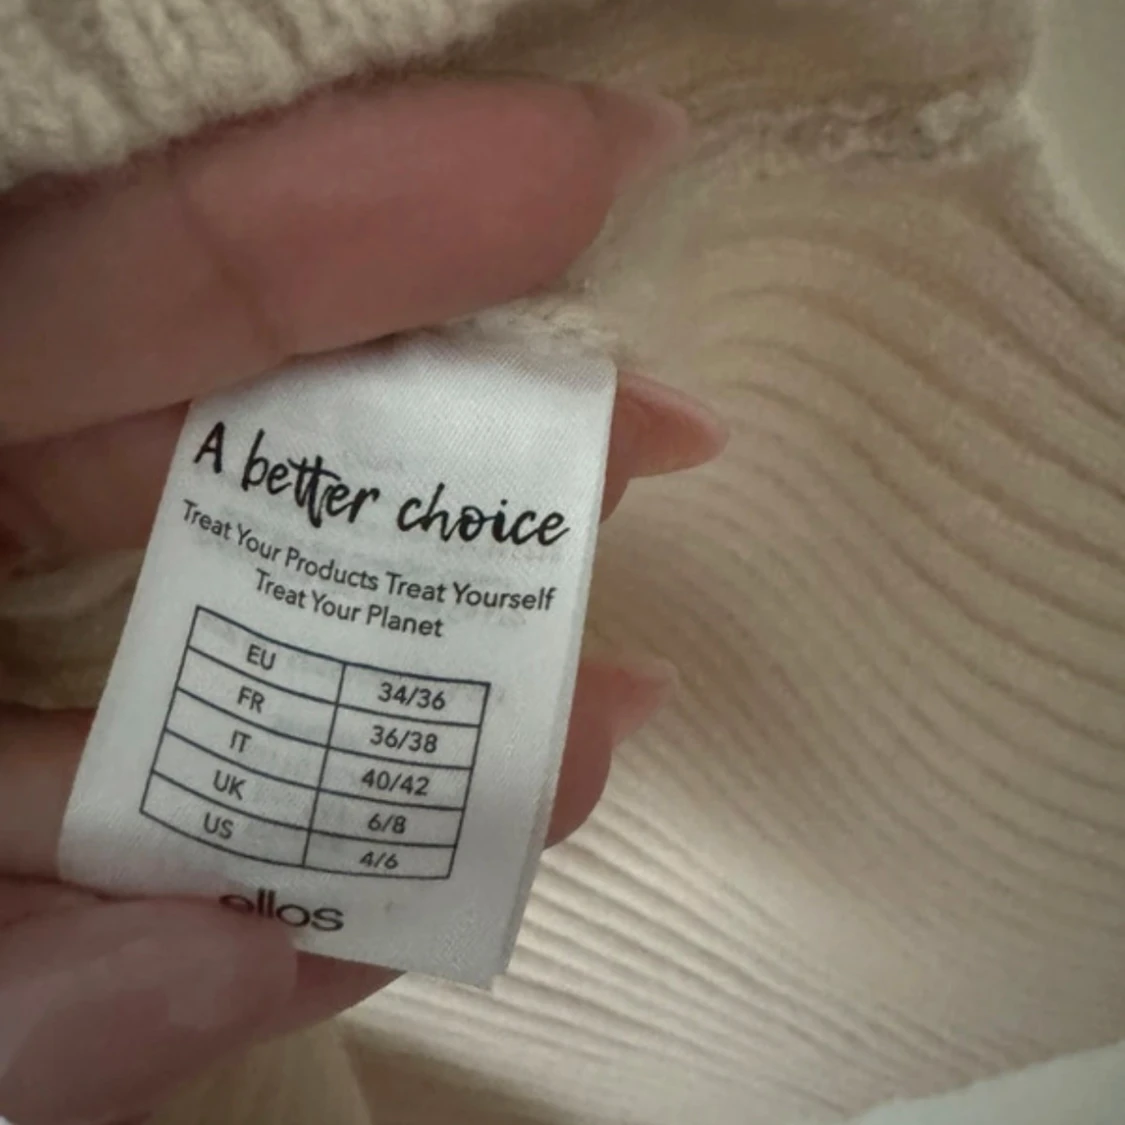 A better choice
Treat Your Products Treat Yourself
Treat Your Planet
EU 34/36
FR 36/38
IT 40/42
UK 6/8
US 4/6
ellos